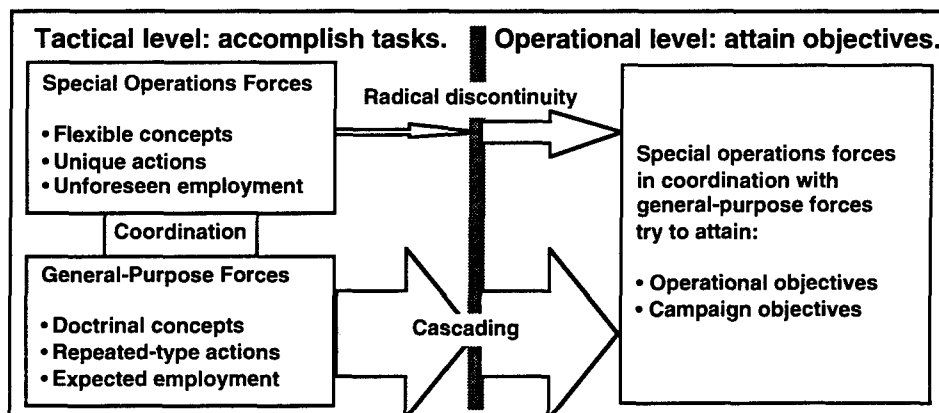 Tactical level: accomplish tasks.
Operational level: attain objectives.
Special Operations Forces
• Flexible concepts
• Unique actions
• Unforeseen employment
Coordination
General-Purpose Forces
• Doctrinal concepts
• Repeated-type actions
• Expected employment
Radical discontinuity
Cascading
Special operations forces
in coordination with
general-purpose forces
try to attain:
• Operational objectives
• Campaign objectives